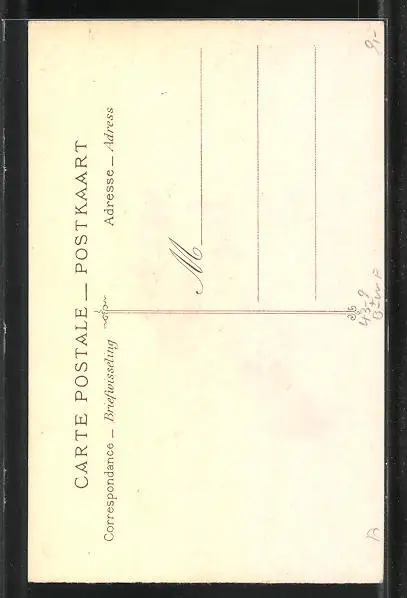 CARTE POSTALE _ POSTKAART
Correspondance _ Briefwisseling
Adresse _ Adress
M
9,-